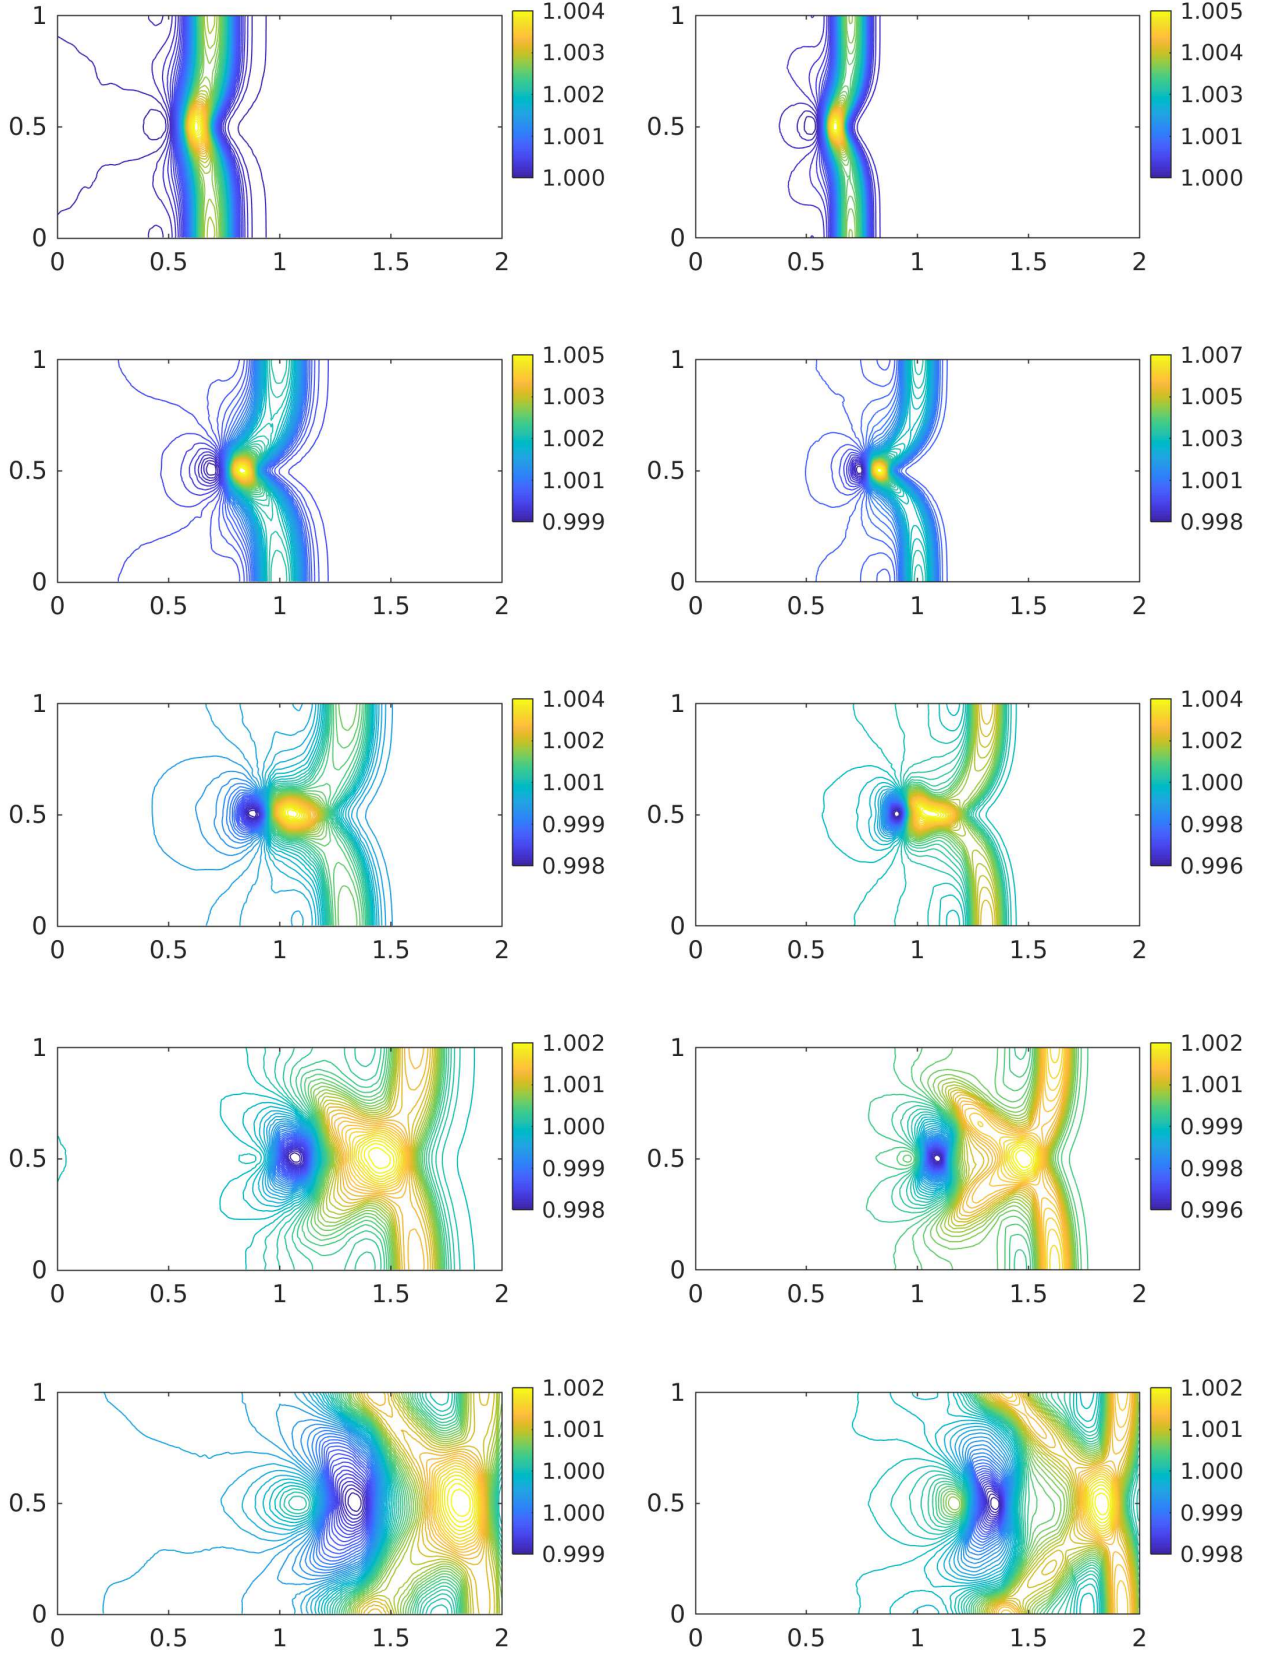 1 1.004 1 1.005
1.003 1.004
0.5 1.002 0.5 1.003
1.002
1.001 1.001
0 1.000 0 1.000
0 0.5 1 1.5 2 0 0.5 1 1.5 2
1 1.005 1 1.007
1.003 1.005
0.5 1.002 0.5 1.003
1.001 1.001
0 0.999 0 0.998
0 0.5 1 1.5 2 0 0.5 1 1.5 2
1 1.004 1 1.004
1.002 1.002
0.5 1.001 0.5 1.000
0.999 0.998
0 0.998 0 0.996
0 0.5 1 1.5 2 0 0.5 1 1.5 2
1 1.002 1 1.002
1.001 1.001
0.5 1.000 0.5 0.999
0.999 0.998
0 0.998 0 0.996
0 0.5 1 1.5 2 0 0.5 1 1.5 2
1 1.002 1 1.002
1.001 1.001
0.5 1.000 0.5 1.000
1.000 0.999
0 0.999 0 0.998
0 0.5 1 1.5 2 0 0.5 1 1.5 2